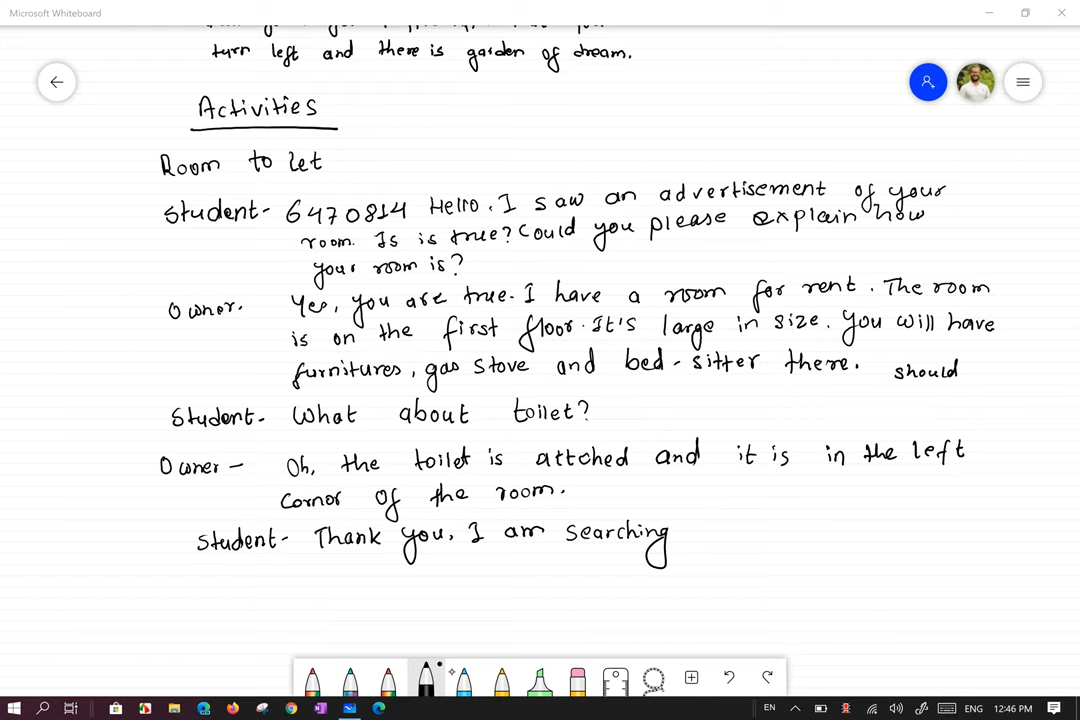 Microsoft Whiteboard
turn left and there is garden of dream.
Activities
Room to let
Student- 6470814 Hello. I saw an advertisement of your
room. Is is true? Could you please explain how
your room is?
Owner. Yes, you are true. I have a room for rent. The room
is on the first floor. It's large in size. You will have
furnitures, gas stove and bed-sitter there. should
Student- What about toilet?
Owner - Oh, the toilet is attched and it is in the left
cornor of the room.
Student- Thank you, I am searching
EN ENG 12:46 PM